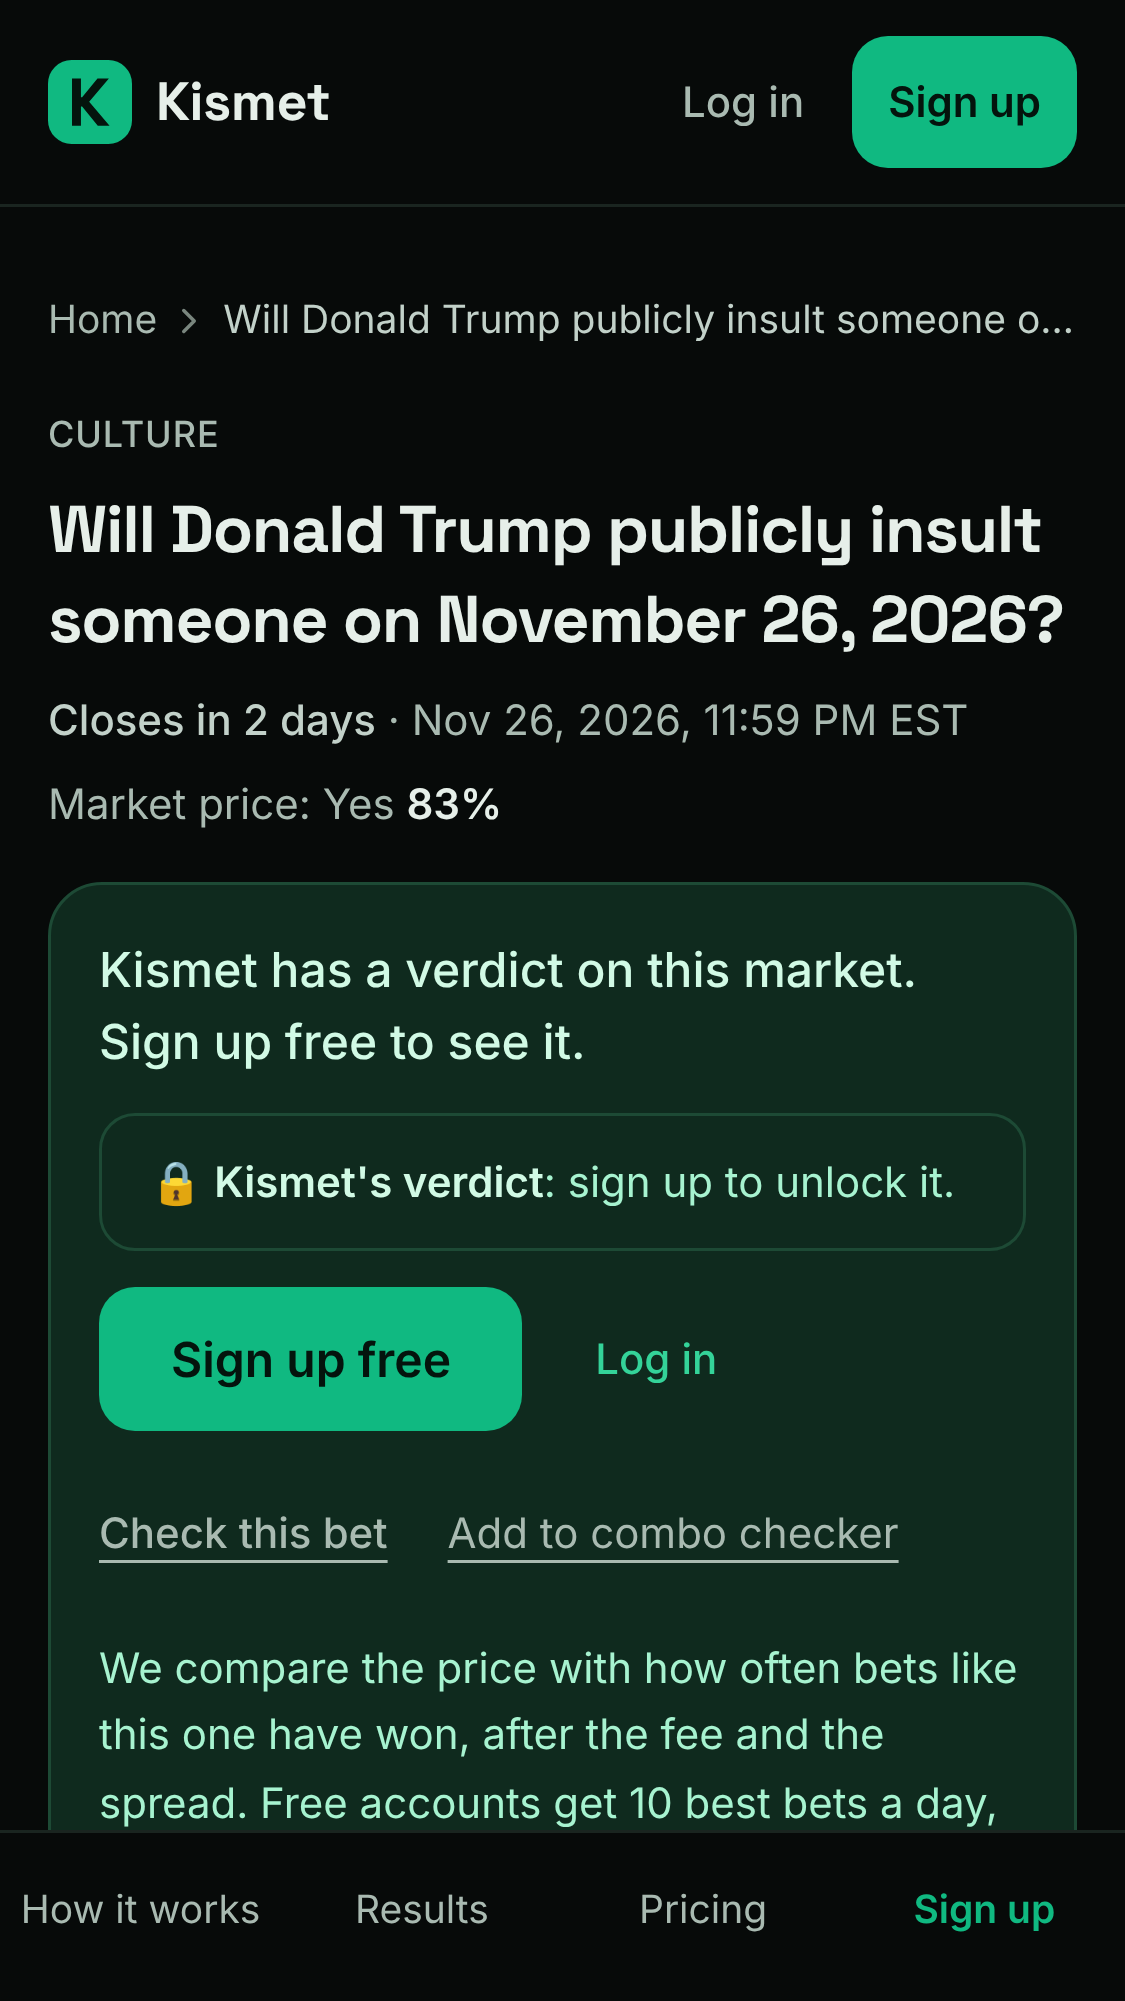 K Kismet
Log in
Sign up
Home > Will Donald Trump publicly insult someone o...
CULTURE
Will Donald Trump publicly insult
someone on November 26, 2026?
Closes in 2 days · Nov 26, 2026, 11:59 PM EST
Market price: Yes 83%
Kismet has a verdict on this market.
Sign up free to see it.
🔒 Kismet's verdict: sign up to unlock it.
Sign up free
Log in
Check this bet
Add to combo checker
We compare the price with how often bets like
this one have won, after the fee and the
spread. Free accounts get 10 best bets a day,
How it works
Results
Pricing
Sign up